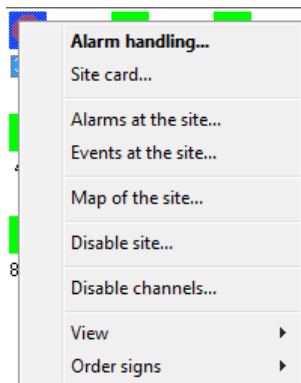 Alarm handling...
Site card...
Alarms at the site...
Events at the site...
Map of the site...
Disable site...
Disable channels...
View
8
Order signs